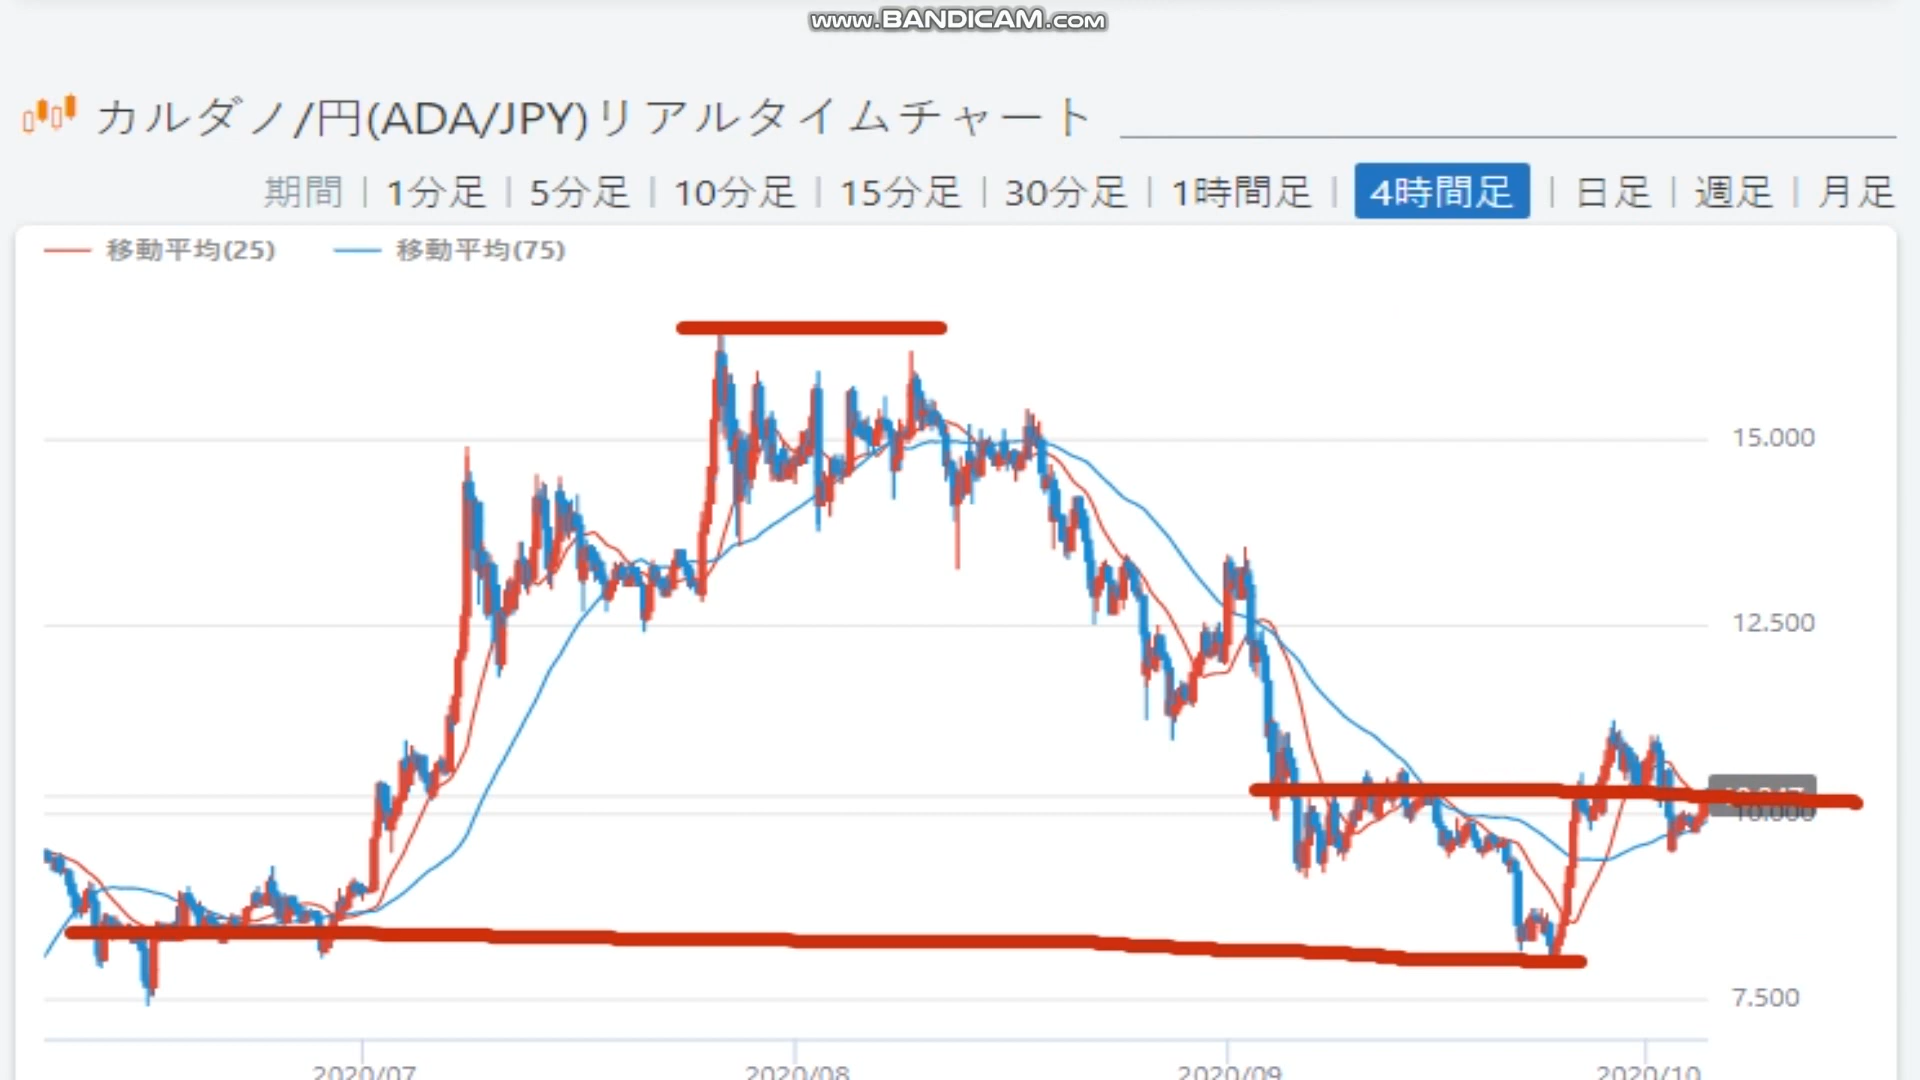 www.BANDICAM.com
カルダノ/円(ADA/JPY)リアルタイムチャート
期間 | 1分足 | 5分足 | 10分足 | 15分足 | 30分足 | 1時間足 | 4時間足 | 日足 | 週足 | 月足
移動平均(25) 移動平均(75)
15.000
12.500
10.000
7.500
2020/07 2020/08 2020/09 2020/10